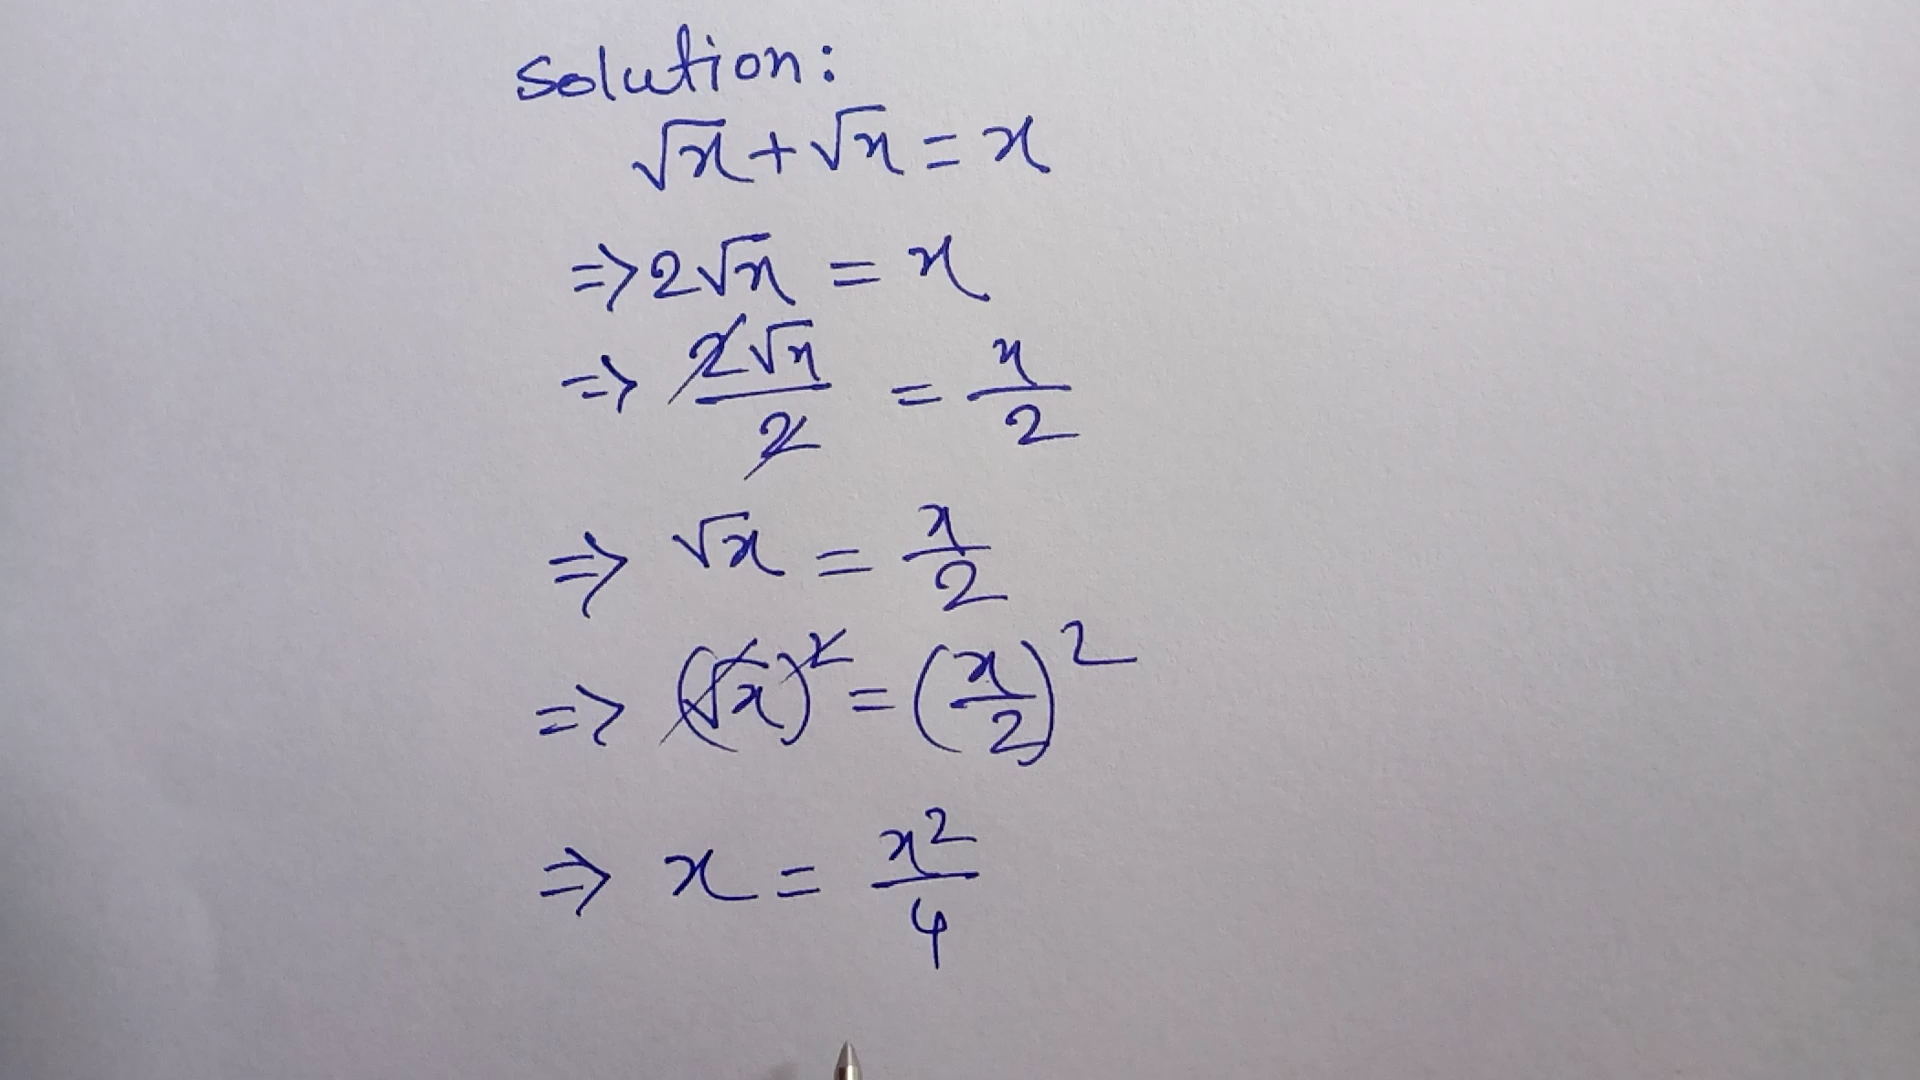 Solution:
√x + √x = x
⇒ 2√x = x
⇒ 2√x/2 = x/2
⇒ √x = x/2
⇒ (√x)² = (x/2)²
⇒ x = x²/4